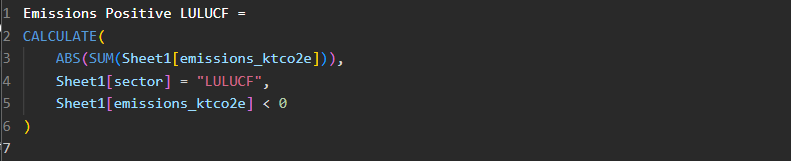 1 Emissions Positive LULUCF =
2 CALCULATE(
3 ABS(SUM(Sheet1[emissions_ktco2e])),
4 Sheet1[sector] = "LULUCF",
5 Sheet1[emissions_ktco2e] < 0
6 )
7